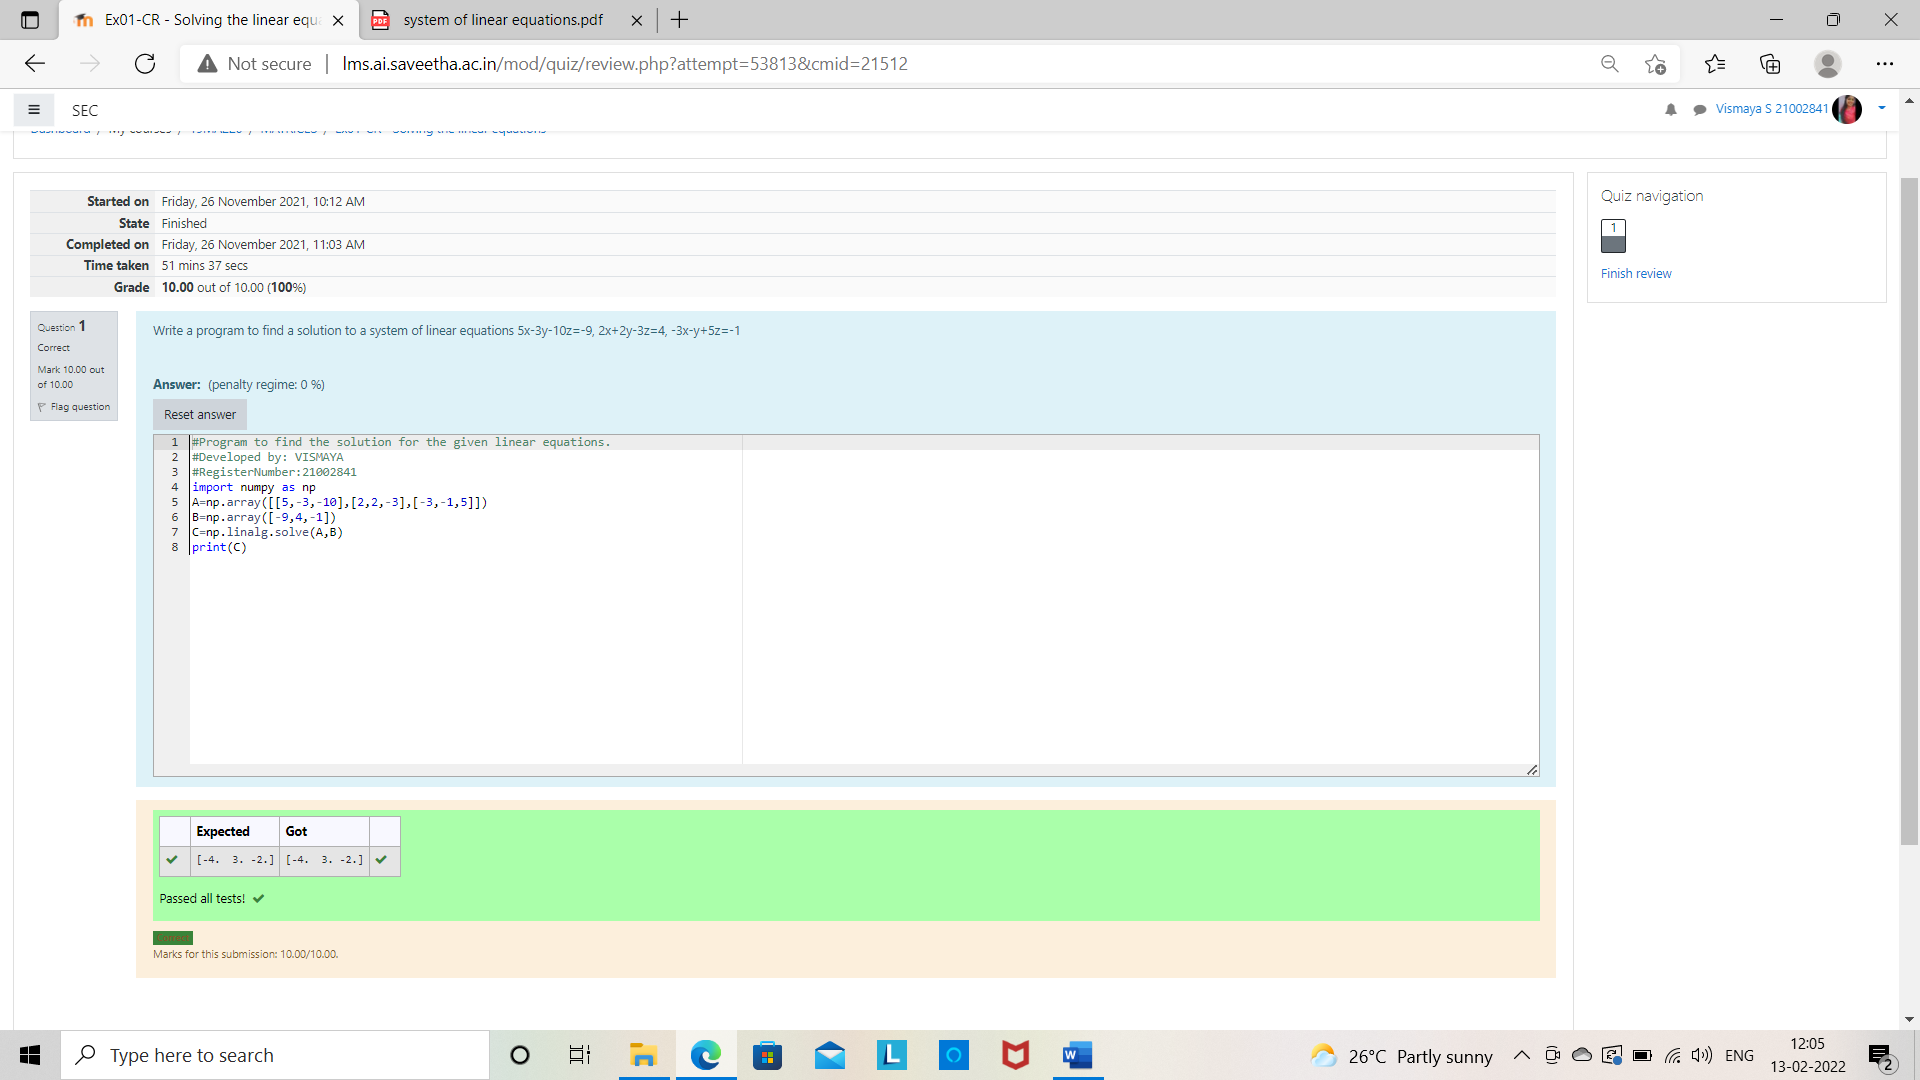 Ex01-CR - Solving the linear equ
system of linear equations.pdf
Not secure
lms.ai.saveetha.ac.in/mod/quiz/review.php?attempt=53813&cmid=21512
SEC
Vismaya S 21002841
Started on Friday, 26 November 2021, 10:12 AM
State Finished
Completed on Friday, 26 November 2021, 11:03 AM
Time taken 51 mins 37 secs
Grade 10.00 out of 10.00 (100%)
Quiz navigation
1
Finish review
Question 1
Correct
Mark 10.00 out
of 10.00
Flag question
Write a program to find a solution to a system of linear equations 5x-3y-10z=-9, 2x+2y-3z=4, -3x-y+5z=-1
Answer: (penalty regime: 0 %)
Reset answer
1 #Program to find the solution for the given linear equations.
2 #Developed by: VISMAYA
3 #RegisterNumber:21002841
4 import numpy as np
5 A=np.array([[5,-3,-10],[2,2,-3],[-3,-1,5]])
6 B=np.array([-9,4,-1])
7 C=np.linalg.solve(A,B)
8 print(C)
Expected Got
[-4. 3. -2.] [-4. 3. -2.]
Passed all tests!
Marks for this submission: 10.00/10.00.
Type here to search
26°C Partly sunny
ENG
12:05
13-02-2022
2